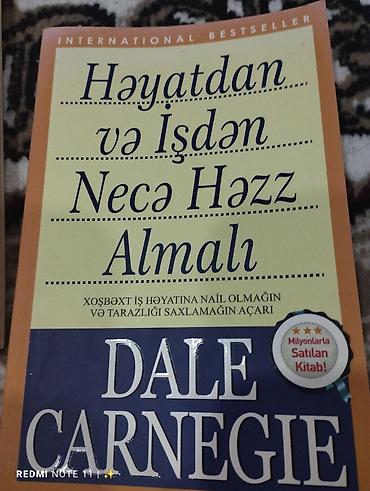 INTERNATIONAL BESTSELLER
Həyatdan
və İşdən
Necə Həzz
Almalı
XOŞBƏXT İŞ HƏYATINA NAİL OLMAĞIN
VƏ TARAZLIĞI SAXLAMAĞIN AÇARI
Milyonlarla
Satılan
Kitab!
DALE
CARNEGIE
REDMI NOTE 11 | ✨